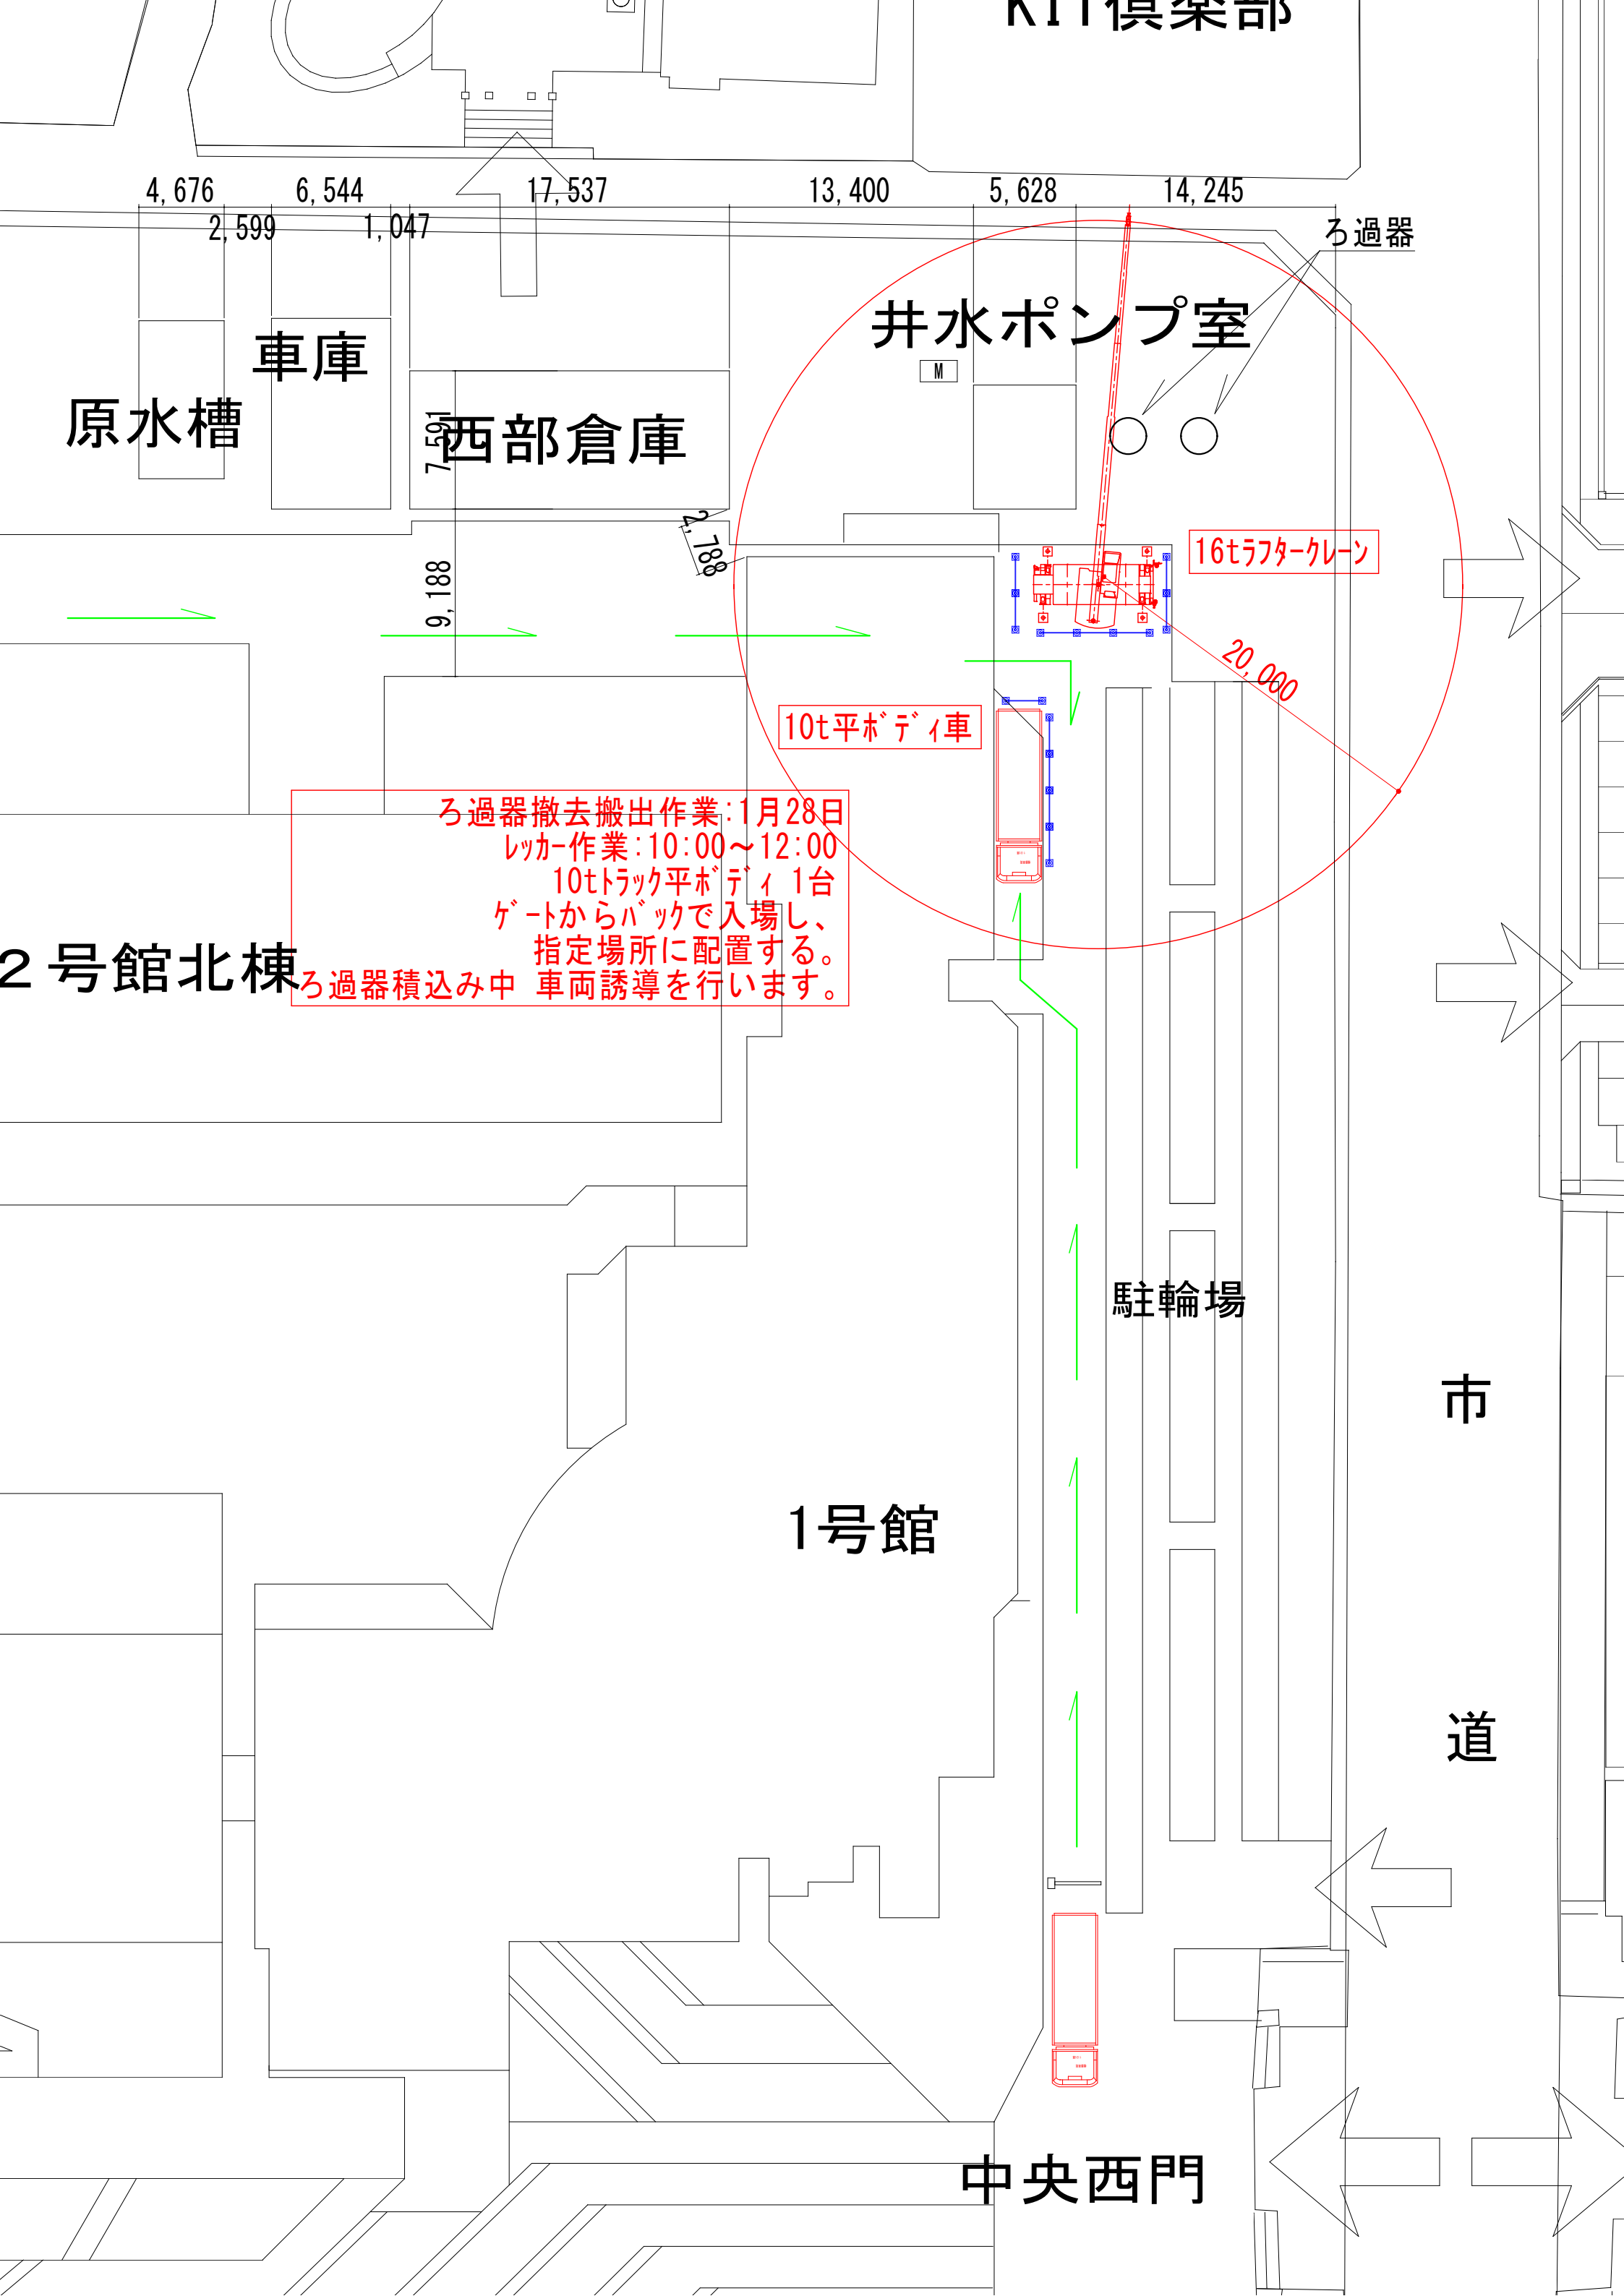 KIT倶楽部
4,676
6,544
17,537
13,400
5,628
14,245
2,599
1,047
ろ過器
井水ポンプ室
車庫
M
原水槽
7,591
西部倉庫
2,788
16tﾗﾌﾀｰｸﾚｰﾝ
9,188
20,000
10t平ﾎﾞﾃﾞｨ車
ろ過器撤去搬出作業:1月28日
ﾚｯｶｰ作業:10:00～12:00
10tﾄﾗｯｸ平ﾎﾞﾃﾞｨ 1台
ｹﾞｰﾄからﾊﾞｯｸで入場し、
指定場所に配置する。
ろ過器積込み中 車両誘導を行います。
２号館北棟
駐輪場
市
道
1号館
中央西門